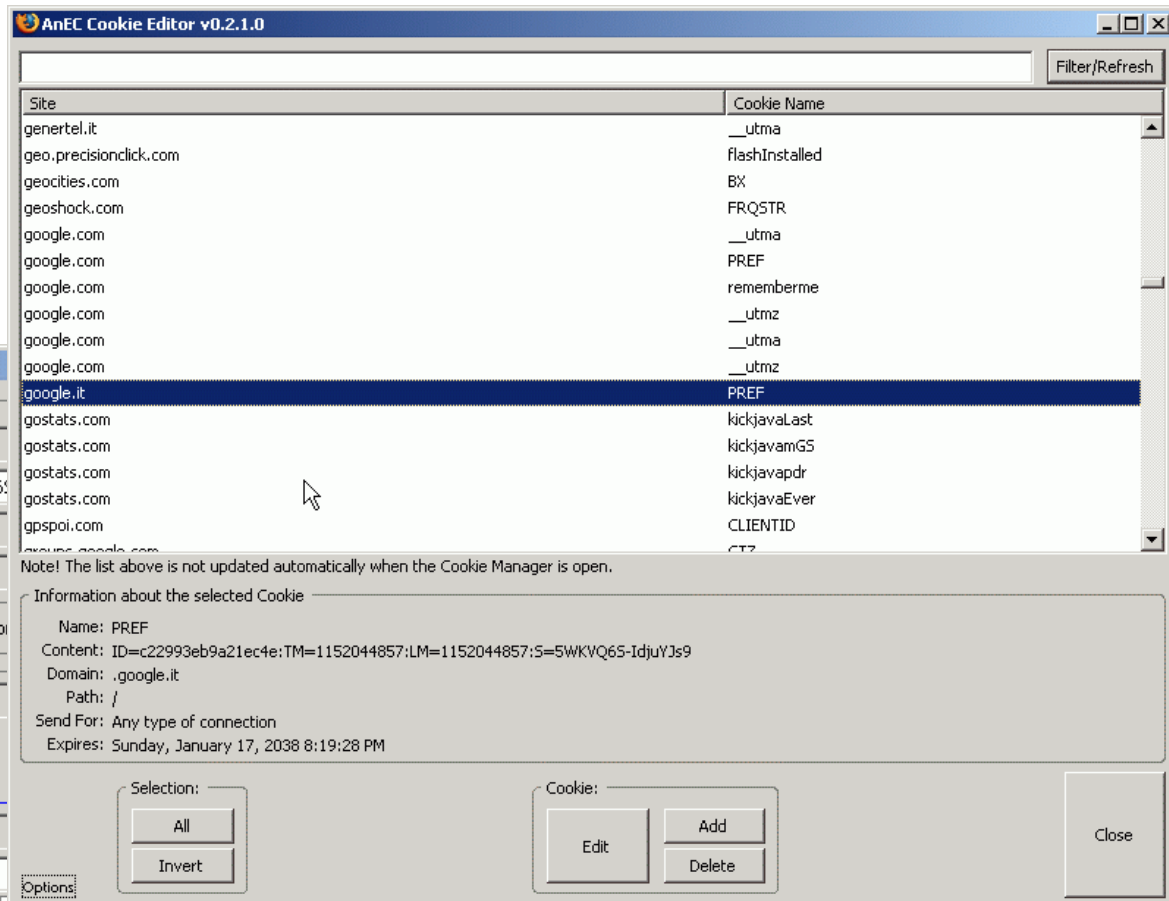 AnEC Cookie Editor v0.2.1.0
Filter/Refresh
Site Cookie Name
genertel.it __utma
geo.precisionclick.com flashInstalled
geocities.com BX
geoshock.com FRQSTR
google.com __utma
google.com PREF
google.com rememberme
google.com __utmz
google.com __utma
google.com __utmz
google.it PREF
gostats.com kickjavaLast
gostats.com kickjavamGS
gostats.com kickjavapdr
gostats.com kickjavaEver
gpspoi.com CLIENTID
groups.google.com GTZ
Note! The list above is not updated automatically when the Cookie Manager is open.
Information about the selected Cookie
Name: PREF
Content: ID=c22993eb9a21ec4e:TM=1152044857:LM=1152044857:S=5WKVQ6S-IdjuYJs9
Domain: .google.it
Path: /
Send For: Any type of connection
Expires: Sunday, January 17, 2038 8:19:28 PM
Selection:
All
Invert
Cookie:
Edit
Add
Delete
Close
Options